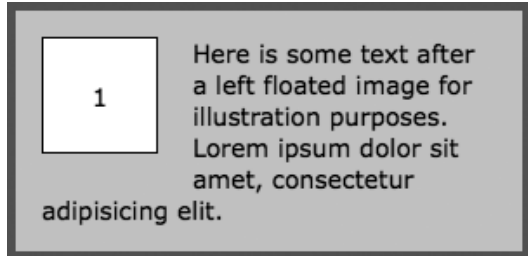 1
Here is some text after
a left floated image for
illustration purposes.
Lorem ipsum dolor sit
amet, consectetur
adipisicing elit.